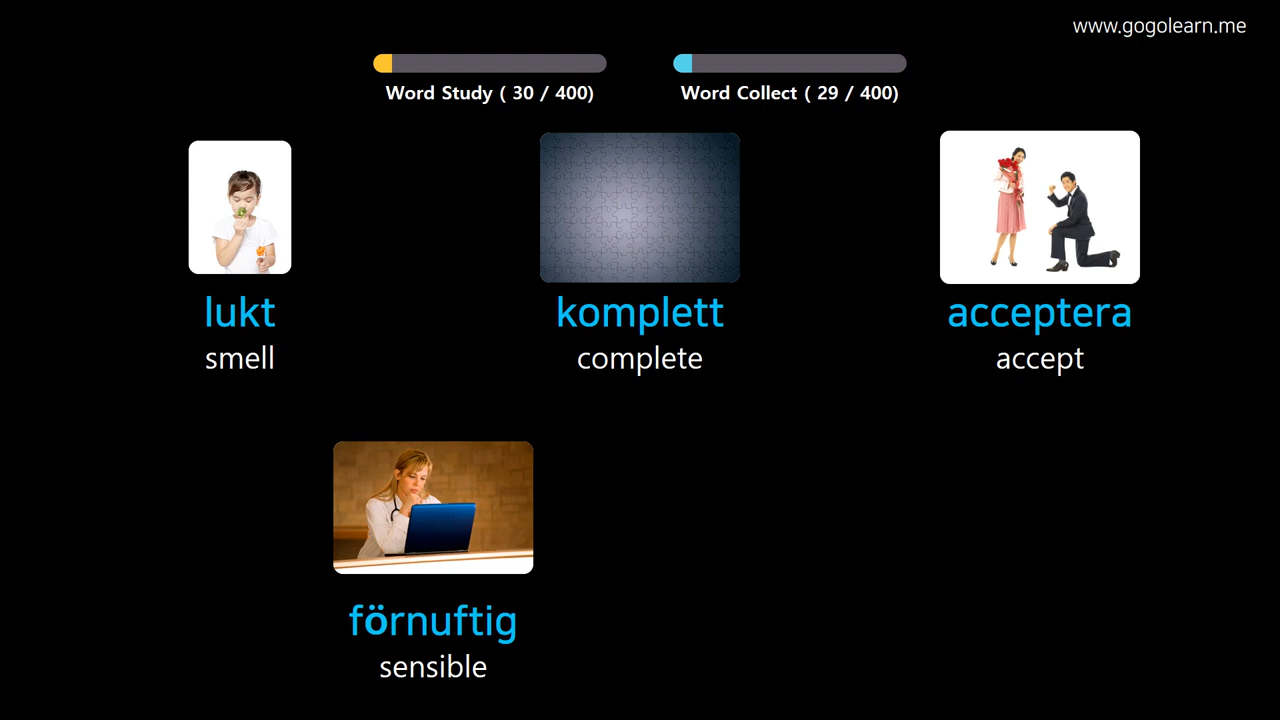 www.gogolearn.me
Word Study ( 30 / 400)
Word Collect ( 29 / 400)
lukt
smell
komplett
complete
acceptera
accept
förnuftig
sensible